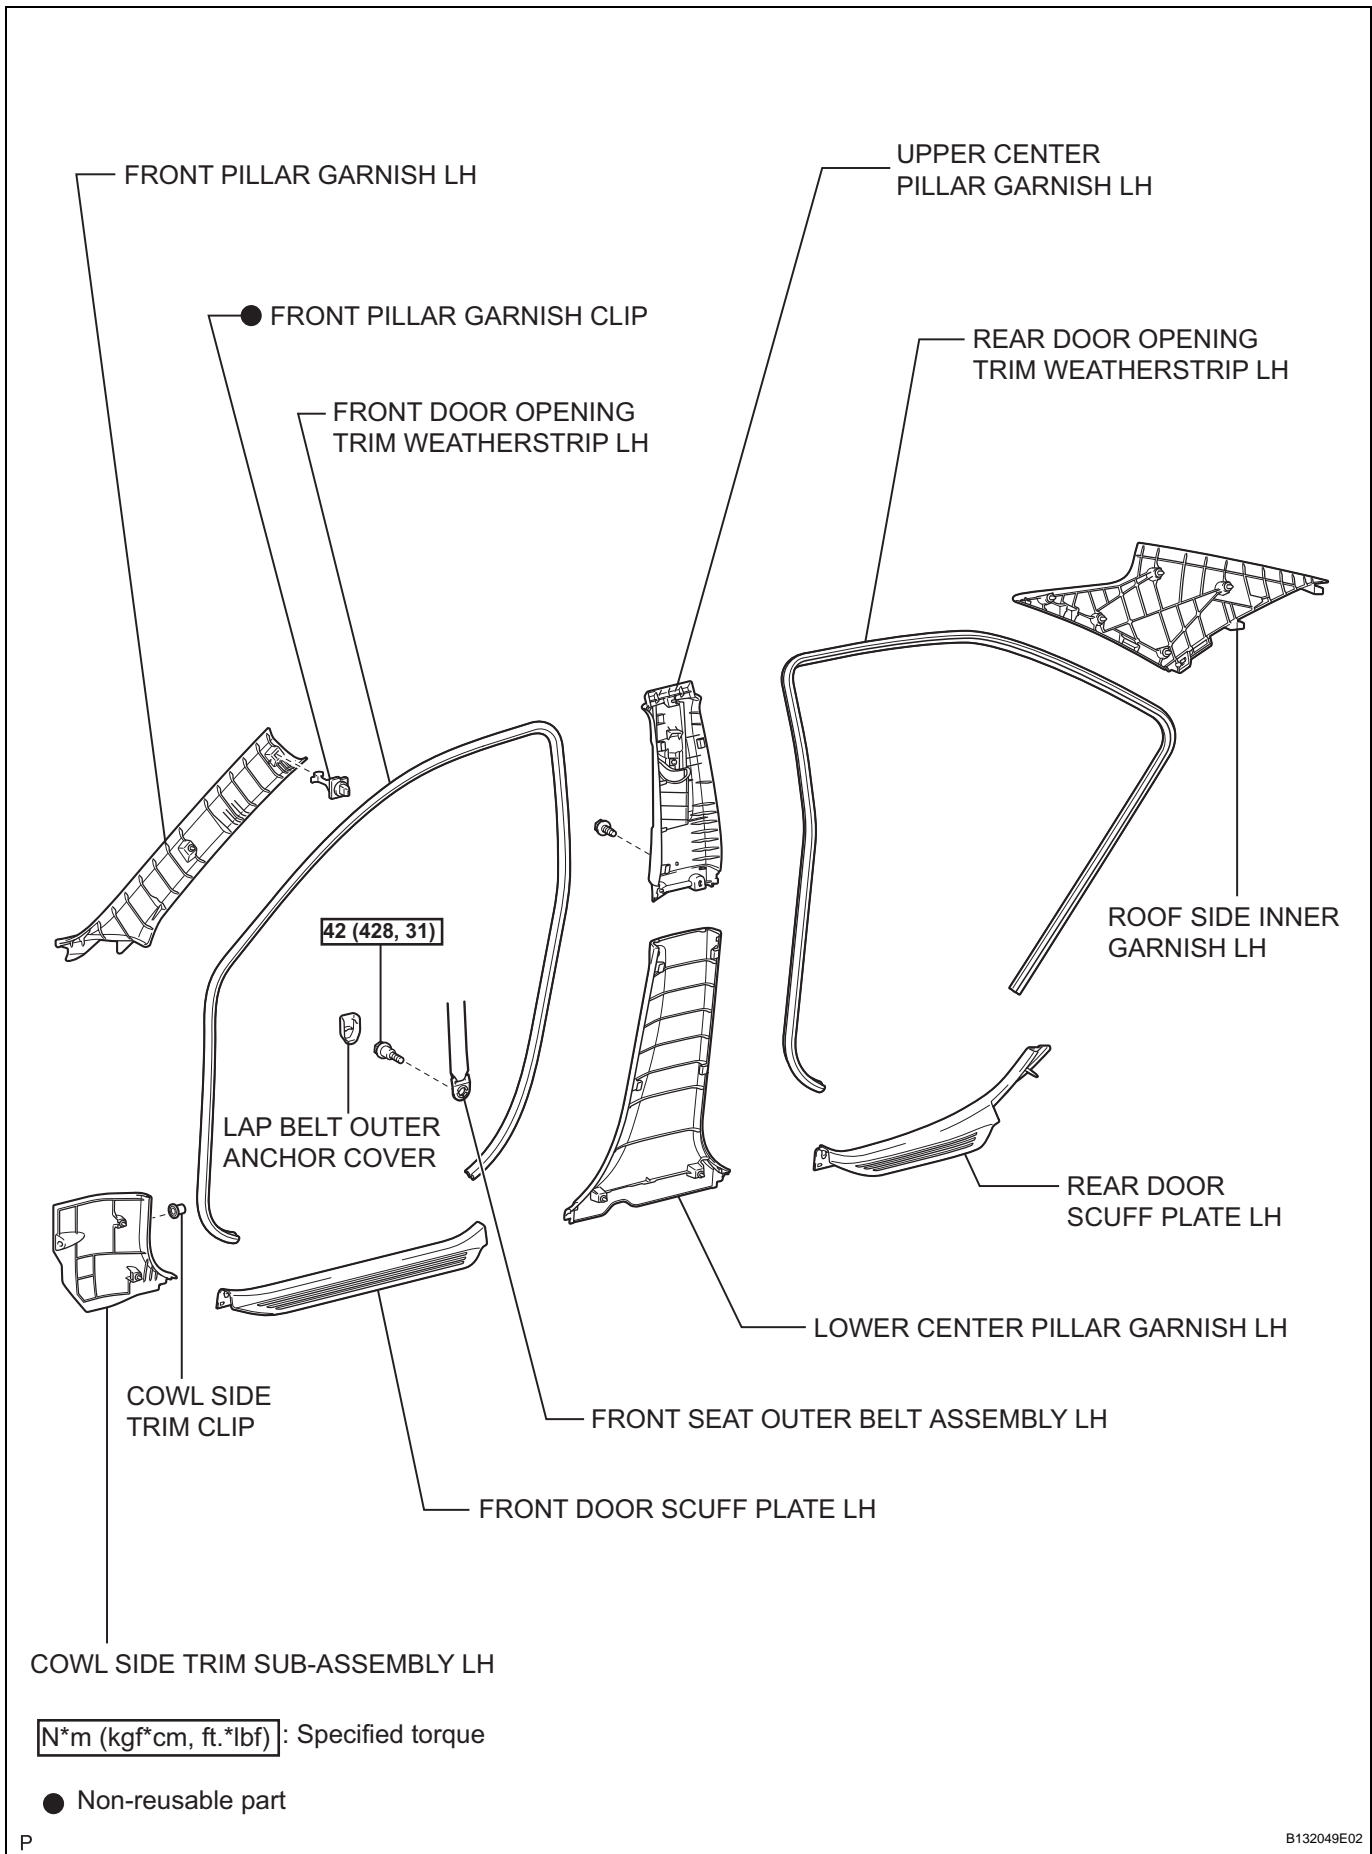 UPPER CENTER
PILLAR GARNISH LH
FRONT PILLAR GARNISH LH
FRONT PILLAR GARNISH CLIP
REAR DOOR OPENING
TRIM WEATHERSTRIP LH
FRONT DOOR OPENING
TRIM WEATHERSTRIP LH
ROOF SIDE INNER
GARNISH LH
42 (428, 31)
LAP BELT OUTER
ANCHOR COVER
REAR DOOR
SCUFF PLATE LH
LOWER CENTER PILLAR GARNISH LH
COWL SIDE
TRIM CLIP
FRONT SEAT OUTER BELT ASSEMBLY LH
FRONT DOOR SCUFF PLATE LH
COWL SIDE TRIM SUB-ASSEMBLY LH
N*m (kgf*cm, ft.*lbf) : Specified torque
● Non-reusable part
P
B132049E02